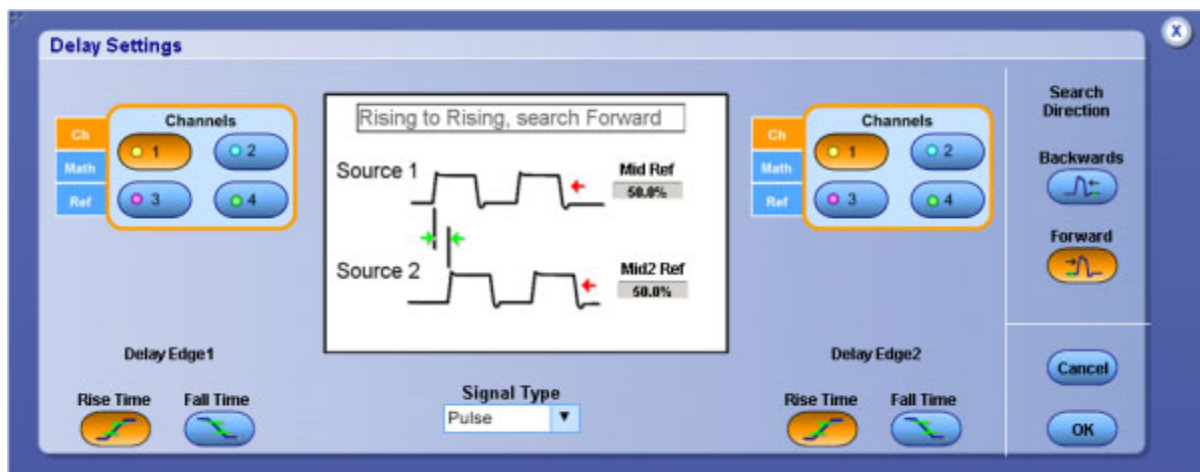 Delay Settings
X
Ch
Math
Ref
Channels
1
2
3
4
Rising to Rising, search Forward
Source 1
Mid Ref
50.0%
Source 2
Mid2 Ref
50.0%
Ch
Math
Ref
Channels
1
2
3
4
Search
Direction
Backwards
Forward
Delay Edge1
Rise Time
Fall Time
Signal Type
Pulse
Delay Edge2
Rise Time
Fall Time
Cancel
OK